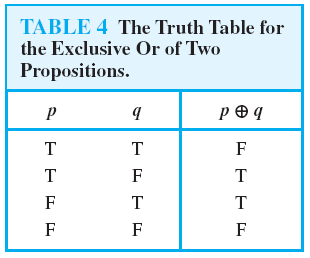 TABLE 4 The Truth Table for
the Exclusive Or of Two
Propositions.
p q p ⊕ q
T T F
T F T
F T T
F F F